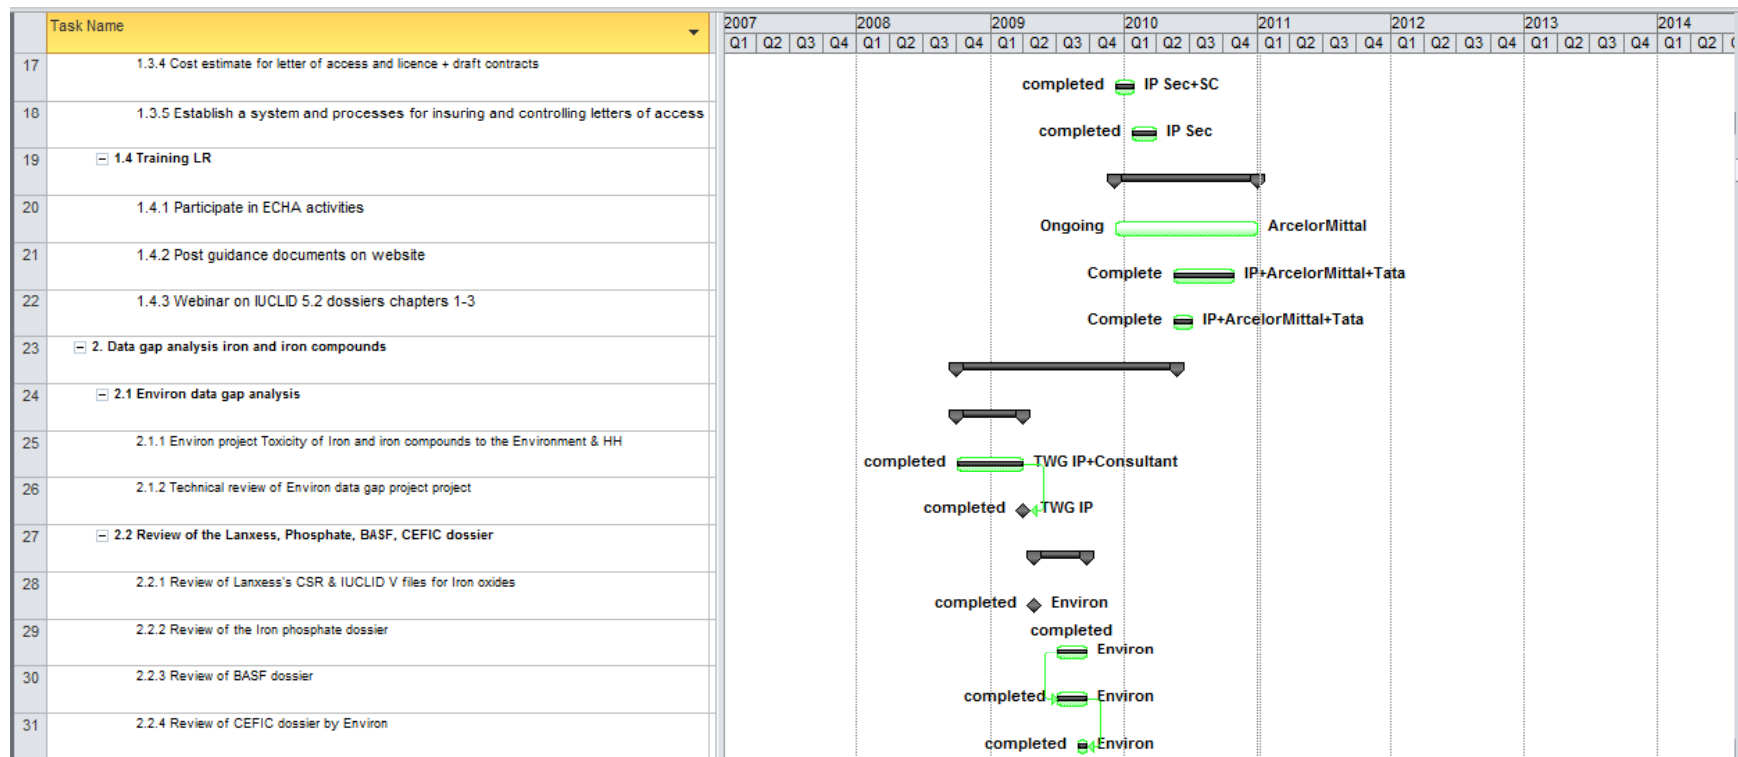 Task Name
2007 2008 2009 2010 2011 2012 2013 2014
Q1 Q2 Q3 Q4 Q1 Q2 Q3 Q4 Q1 Q2 Q3 Q4 Q1 Q2 Q3 Q4 Q1 Q2 Q3 Q4 Q1 Q2 Q3 Q4 Q1 Q2 Q3 Q4 Q1 Q2
17 1.3.4 Cost estimate for letter of access and licence + draft contracts
completed IP Sec+SC
18 1.3.5 Establish a system and processes for insuring and controlling letters of access
completed IP Sec
19 1.4 Training LR
20 1.4.1 Participate in ECHA activities
Ongoing ArcelorMittal
21 1.4.2 Post guidance documents on website
Complete IP+ArcelorMittal+Tata
22 1.4.3 Webinar on IUCLID 5.2 dossiers chapters 1-3
Complete IP+ArcelorMittal+Tata
23 2. Data gap analysis iron and iron compounds
24 2.1 Environ data gap analysis
25 2.1.1 Environ project Toxicity of Iron and iron compounds to the Environment & HH
completed TWG IP+Consultant
26 2.1.2 Technical review of Environ data gap project project
completed TWG IP
27 2.2 Review of the Lanxess, Phosphate, BASF, CEFIC dossier
28 2.2.1 Review of Lanxess's CSR & IUCLID V files for Iron oxides
completed Environ
29 2.2.2 Review of the Iron phosphate dossier
completed
Environ
30 2.2.3 Review of BASF dossier
completed Environ
31 2.2.4 Review of CEFIC dossier by Environ
completed Environ